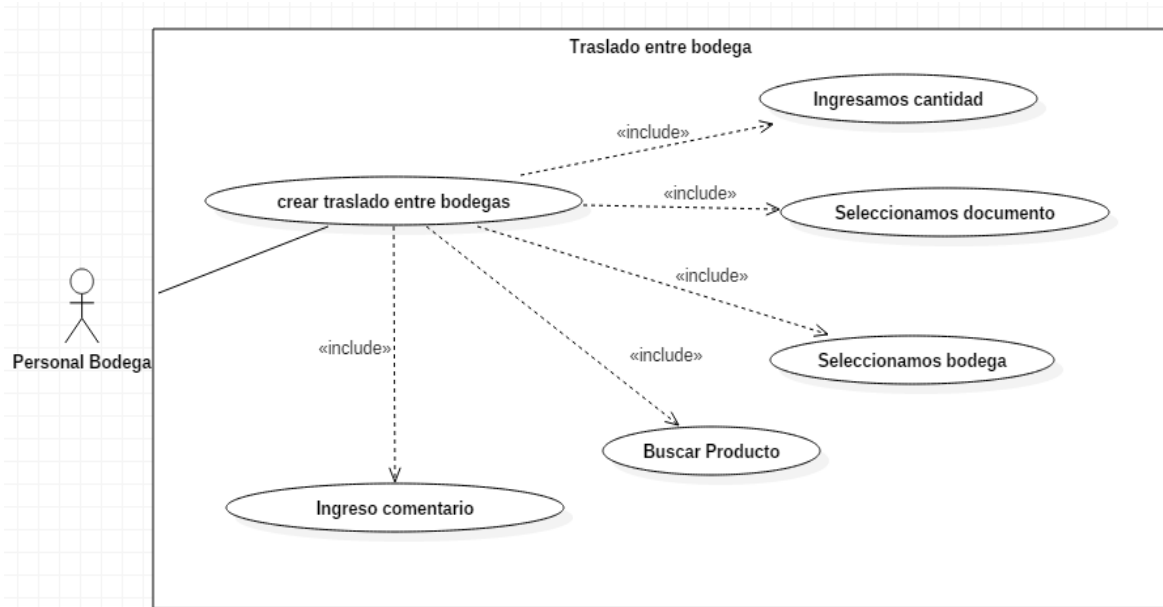 Traslado entre bodega
Ingresamos cantidad
«include»
crear traslado entre bodegas
«include»
Seleccionamos documento
«include»
Personal Bodega
«include»
«include»
Seleccionamos bodega
Buscar Producto
Ingreso comentario